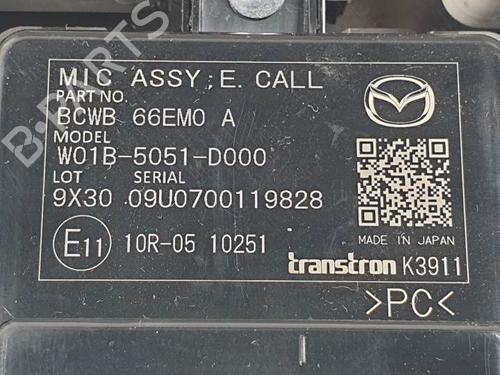 MIC ASSY ; E. CALL
PART NO.
BCWB 66EM0 A
MODEL
W01B-5051-D000
LOT SERIAL
9X30 09U0700119828
E11 10R-05 10251
MADE IN JAPAN
transtron K3911
>PC<
B-PARTS